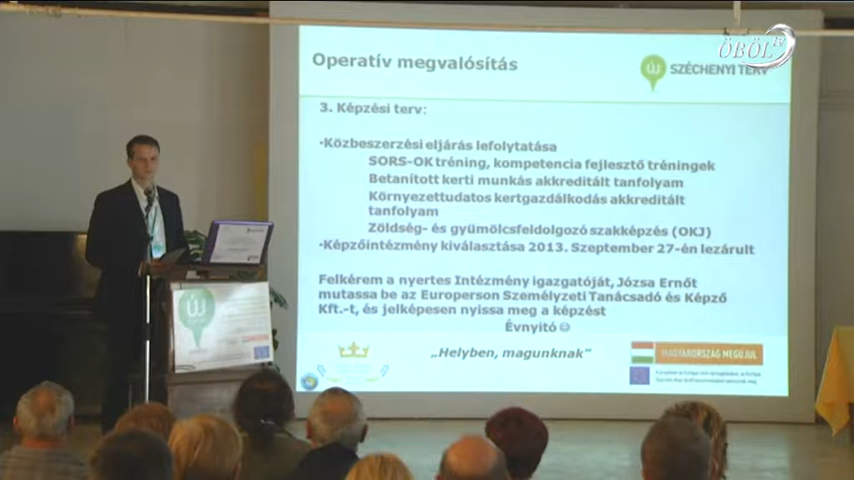 ÖBÖL TV
Operatív megvalósítás
ÚJ SZÉCHENYI TERV
3. Képzési terv:
•Közbeszerzési eljárás lefolytatása
SORS-OK tréning, kompetencia fejlesztő tréningek
Betanított kerti munkás akkreditált tanfolyam
Környezettudatos kertgazdálkodás akkreditált
tanfolyam
Zöldség- és gyümölcsfeldolgozó szakképzés (OKJ)
•Képzőintézmény kiválasztása 2013. Szeptember 27-én lezárult
Felkérem a nyertes Intézmény igazgatóját, Józsa Ernőt
mutassa be az Europerson Személyzeti Tanácsadó és Képző
Kft.-t, és jelképesen nyissa meg a képzést
Évnyitó☺
„Helyben, magunknak”
MAGYARORSZÁG MEGÚJUL
ÚJ